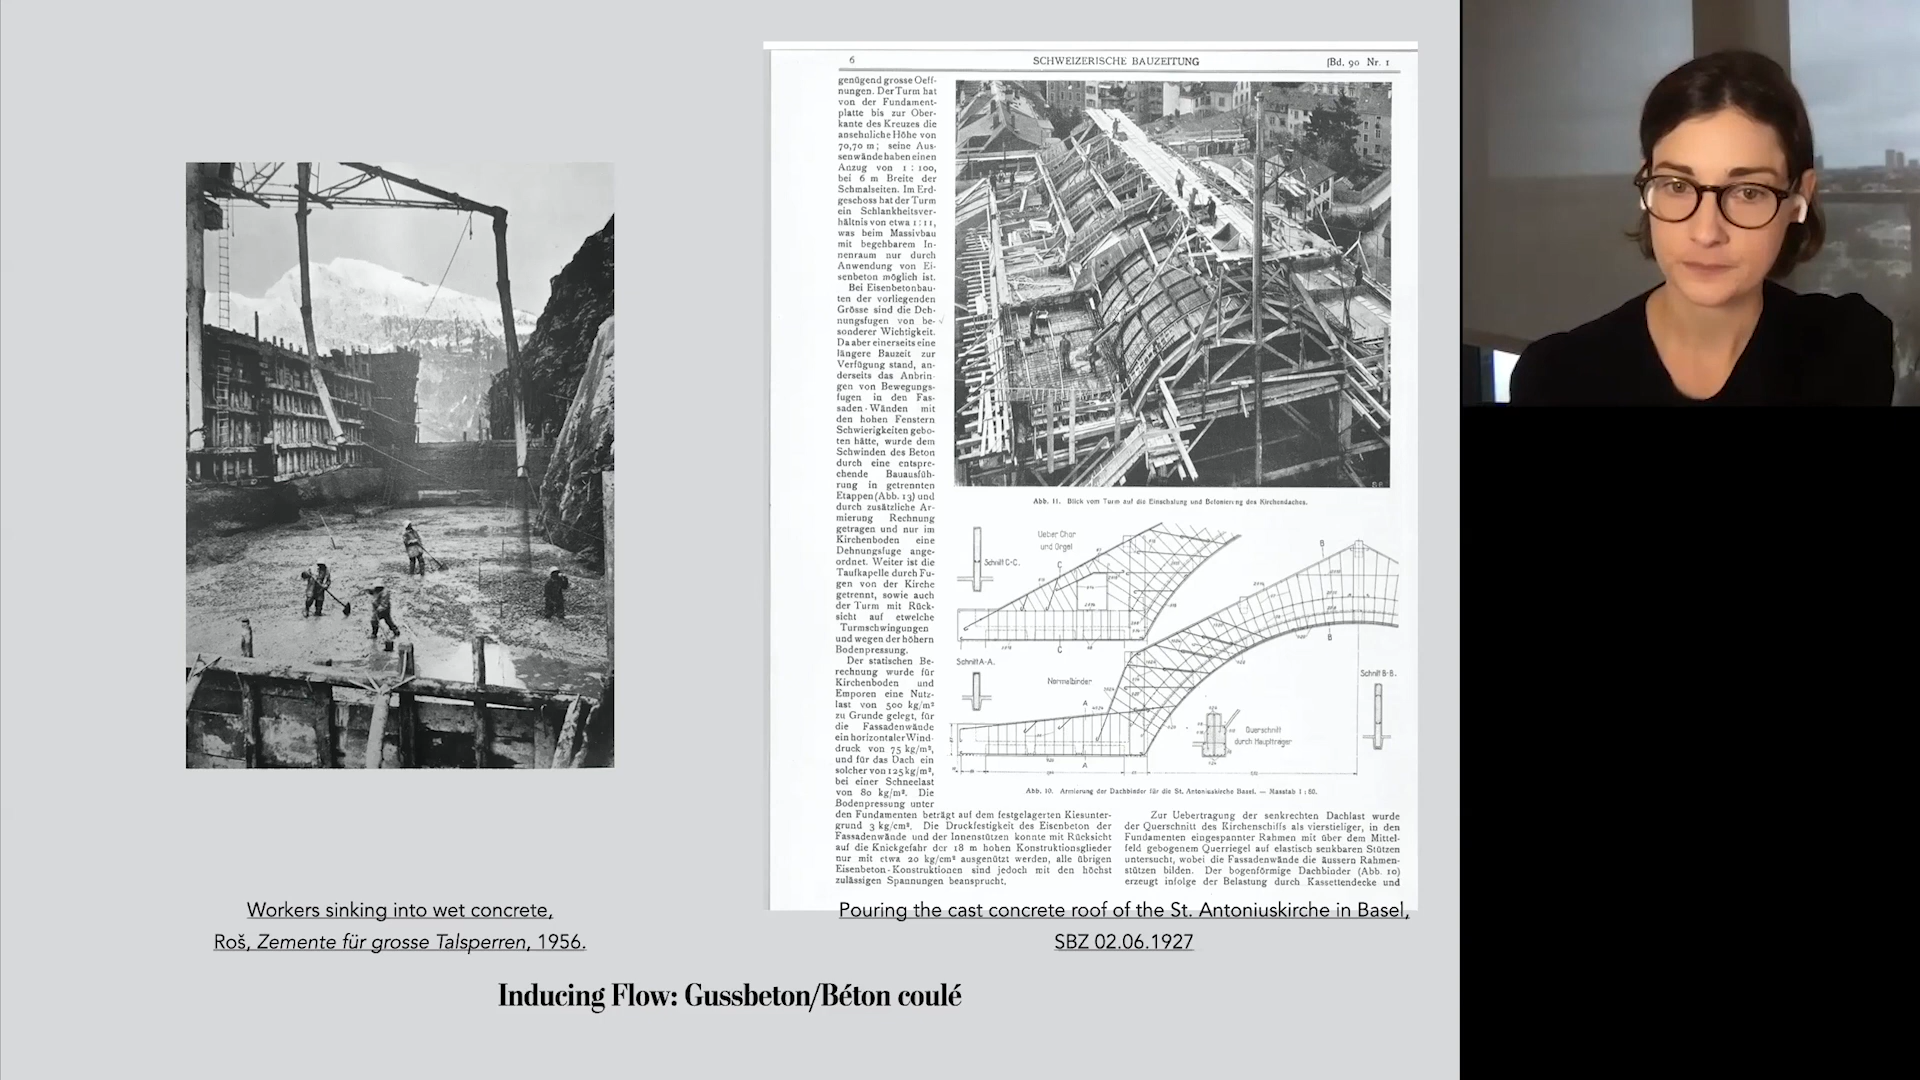 6 SCHWEIZERISCHE BAUZEITUNG [Bd. 90 Nr. 1
genügend grosse Oeff-
nungen. Der Turm hat
von der Fundament-
platte bis zur Ober-
kante des Kreuzes die
ansehnliche Höhe von
70,70 m; seine Aus-
senwände haben einen
Anzug von 1 : 100,
bei 6 m Breite der
Schmalseiten. Im Erd-
geschoss hat der Turm
ein Schlankheitsver-
hältnis von etwa 1 : 11,
was beim Massivbau
mit begehbarem In-
nenraum nur durch
Anwendung von Ei-
senbeton möglich ist.
Bei Eisenbetonbau-
ten der vorliegenden
Grösse sind die Deh-
nungsfugen von be-
sonderer Wichtigkeit.
Da aber einerseits eine
längere Bauzeit zur
Verfügung stand, an-
derseits das Anbrin-
gen von Bewegungs-
fugen in den Fas-
saden-Wänden mit
den hohen Fenstern
Schwierigkeiten gebo-
ten hätte, wurde dem
Schwinden des Beton
durch eine entspre-
chende Bauausfüh-
rung in getrennten
Etappen (Abb. 13) und
durch zusätzliche Ar-
mierung Rechnung
getragen und nur im
Kirchenboden eine
Dehnungsfuge ange-
ordnet. Weiter ist die
Taufkapelle durch Fu-
gen von der Kirche
getrennt, sowie auch
der Turm mit Rück-
sicht auf etwelche
Turmschwingungen
und wegen der höhern
Bodenpressung.
Der statischen Be-
rechnung wurde für
Kirchenboden und
Emporen eine Nutz-
last von 500 kg/m²
zu Grunde gelegt, für
die Fassadenwände
ein horizontaler Wind-
druck von 75 kg/m²,
und für das Dach ein
solcher von 125 kg/m²,
bei einer Schneelast
von 80 kg/m². Die
Bodenpressung unter
den Fundamenten beträgt auf dem festgelagerten Kiesunter-
grund 3 kg/cm². Die Druckfestigkeit des Eisenbeton der
Fassadenwände und der Innenstützen konnte mit Rücksicht
auf die Knickgefahr der 18 m hohen Konstruktionsglieder
nur mit etwa 20 kg/cm² ausgenützt werden, alle übrigen
Eisenbeton-Konstruktionen sind jedoch mit den höchst
zulässigen Spannungen beansprucht.
Abb. 11. Blick vom Turm auf die Einschalung und Betonierung des Kirchendaches.
Ueber Chor
und Orgel
Schnitt C-C.
C
C
B
B
Schnitt A-A.
Normalbinder
A
A
Schnitt B-B.
Querschnitt
durch Hauptträger
Abb. 10. Armierung der Dachbinder für die St. Antoniuskirche Basel. — Masstab 1 : 80.
Zur Uebertragung der senkrechten Dachlast wurde
der Querschnitt des Kirchenschiffs als vierstieliger, in den
Fundamenten eingespannter Rahmen mit über dem Mittel-
feld gebogenem Querriegel auf elastisch senkbaren Stützen
untersucht, wobei die Fassadenwände die äussern Rahmen-
stützen bilden. Der bogenförmige Dachbinder (Abb. 10)
erzeugt infolge der Belastung durch Kassettendecke und
Workers sinking into wet concrete,
Roš, Zemente für grosse Talsperren, 1956.
Pouring the cast concrete roof of the St. Antoniuskirche in Basel,
SBZ 02.06.1927
Inducing Flow: Gussbeton/Béton coulé